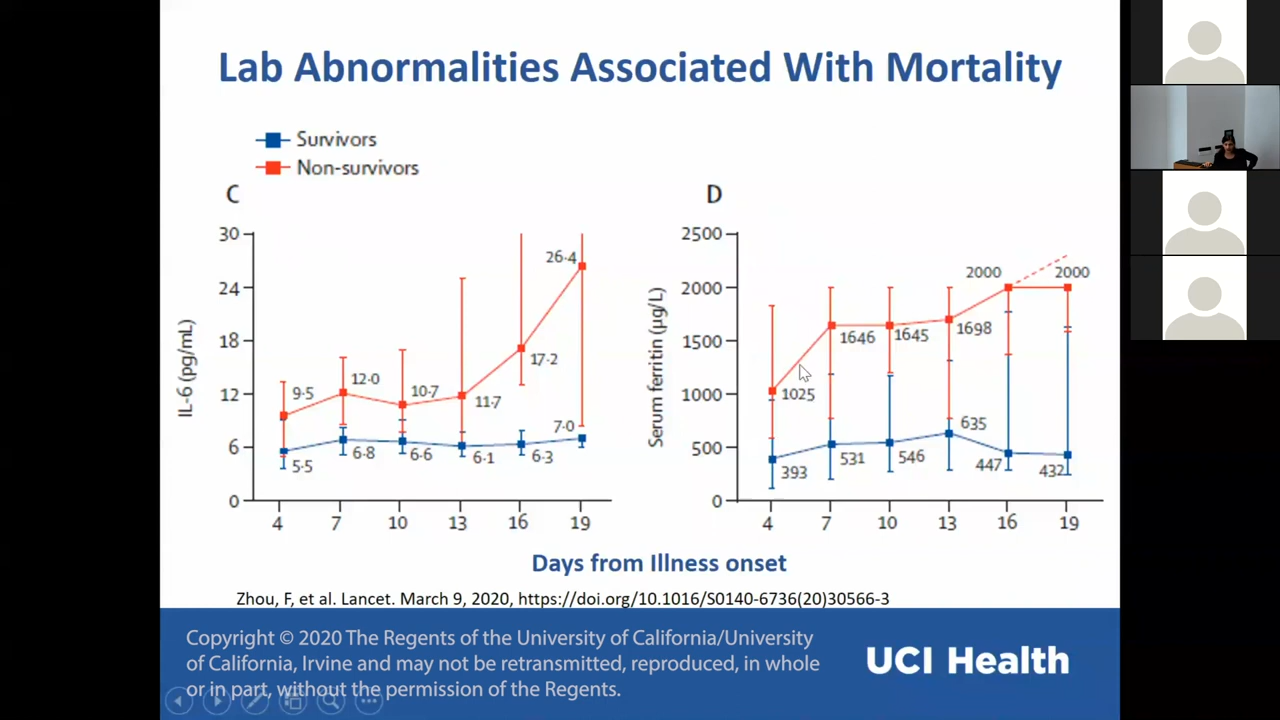 Lab Abnormalities Associated With Mortality
Survivors
Non-survivors
C
30
24
18
12
6
0
IL-6 (pg/mL)
9·5
12·0
10·7
11·7
17·2
26·4
5·5
6·8
6·6
6·1
6·3
7·0
4 7 10 13 16 19
D
2500
2000
1500
1000
500
0
Serum ferritin (μg/L)
1025
1646
1645
1698
2000
2000
393
531
546
635
447
432
4 7 10 13 16 19
Days from Illness onset
Zhou, F, et al. Lancet. March 9, 2020, https://doi.org/10.1016/S0140-6736(20)30566-3
Copyright © 2020 The Regents of the University of California/University
of California, Irvine and may not be retransmitted, reproduced, in whole
or in part, without the permission of the Regents.
UCI Health